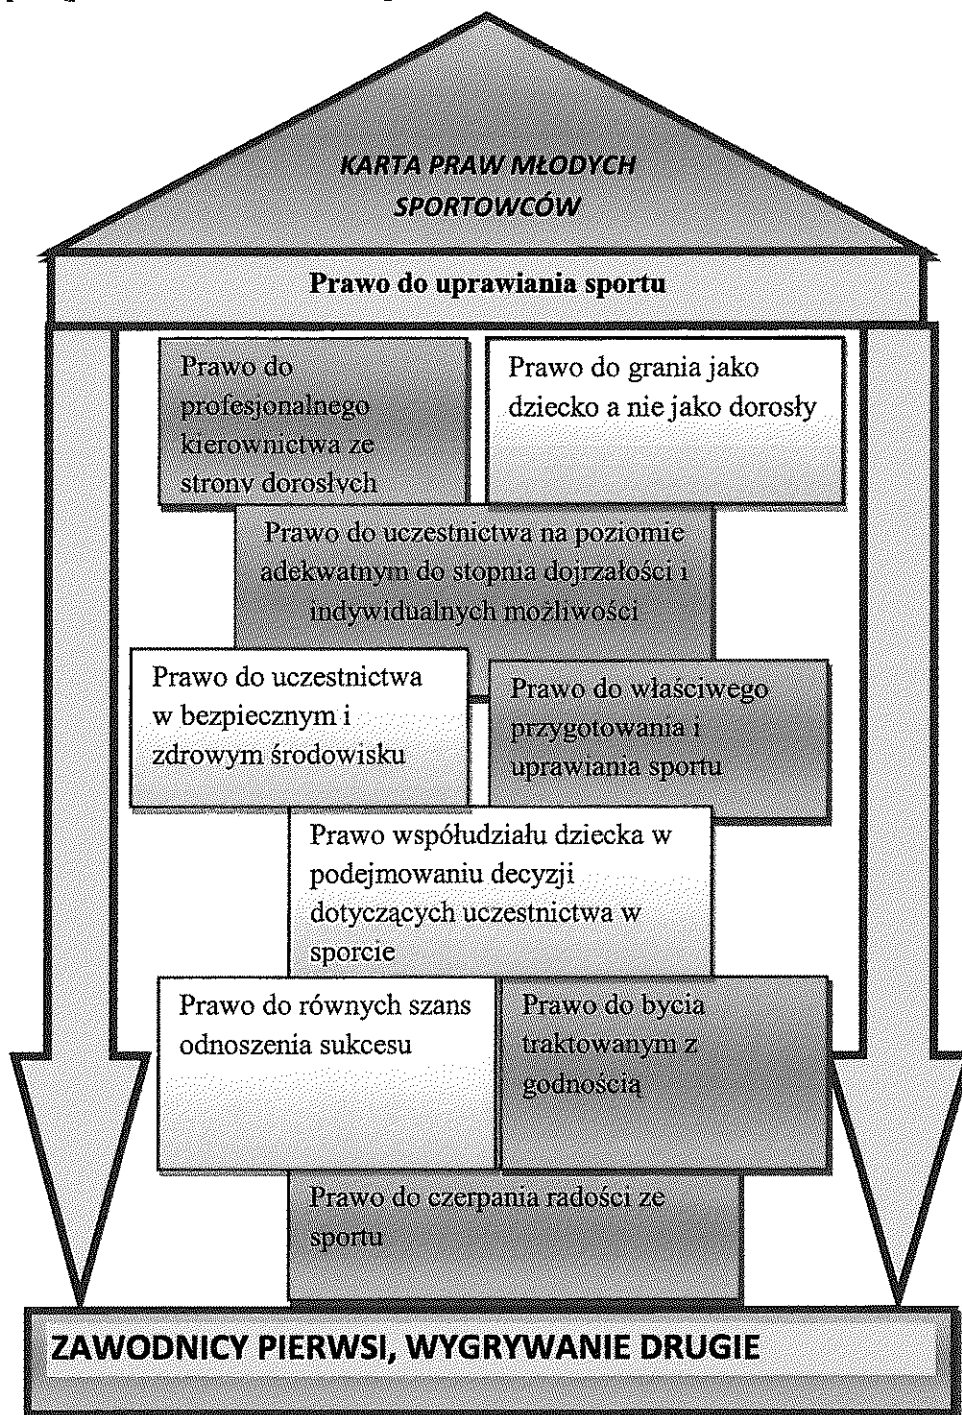 KARTA PRAW MŁODYCH
SPORTOWCÓW
Prawo do uprawiania sportu
Prawo do
profesjonalnego
kierownictwa ze
strony dorosłych
Prawo do grania jako
dziecko a nie jako dorosły
Prawo do uczestnictwa na poziomie
adekwatnym do stopnia dojrzałości i
indywidualnych możliwości
Prawo do uczestnictwa
w bezpiecznym i
zdrowym środowisku
Prawo do właściwego
przygotowania i
uprawiania sportu
Prawo współudziału dziecka w
podejmowaniu decyzji
dotyczących uczestnictwa w
sporcie
Prawo do równych szans
odnoszenia sukcesu
Prawo do bycia
traktowanym z
godnością
Prawo do czerpania radości ze
sportu
ZAWODNICY PIERWSI, WYGRYWANIE DRUGIE